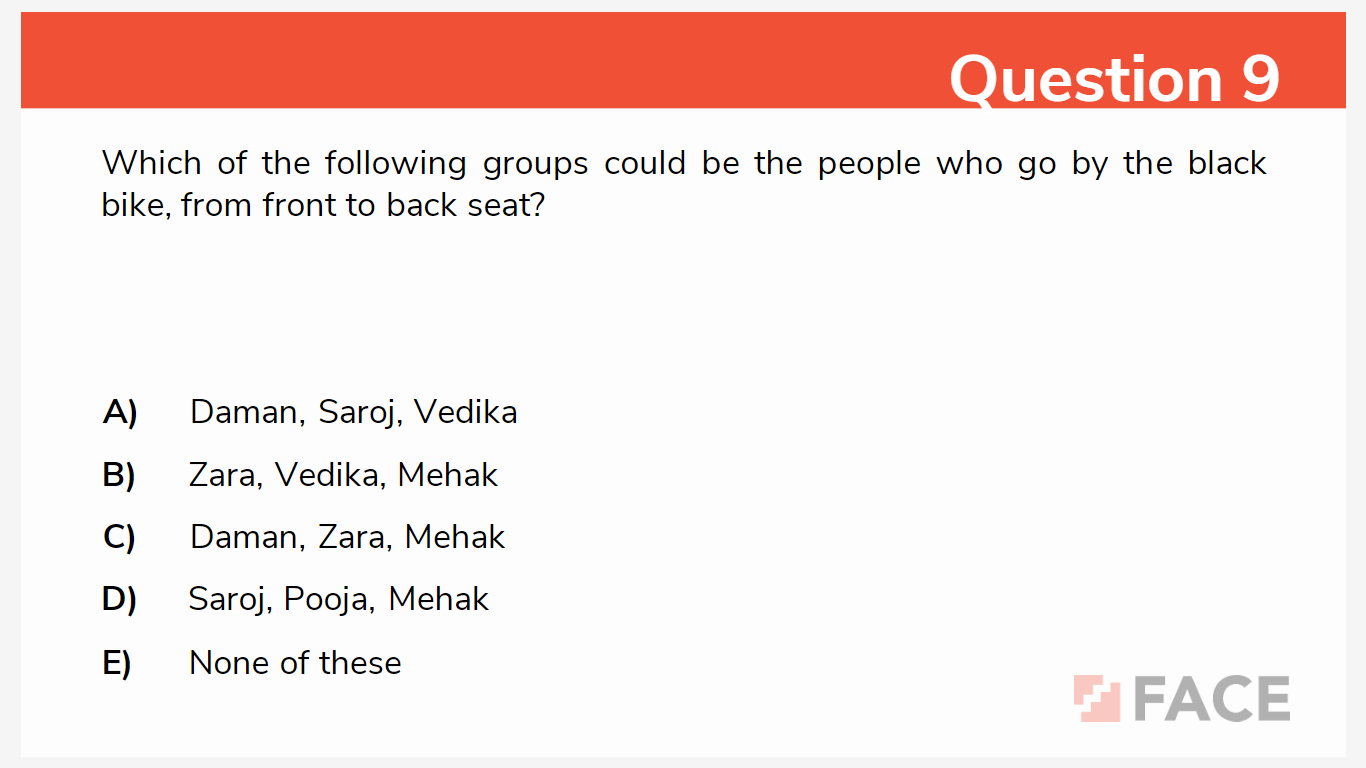 Question 9
Which of the following groups could be the people who go by the black
bike, from front to back seat?
A) Daman, Saroj, Vedika
B) Zara, Vedika, Mehak
C) Daman, Zara, Mehak
D) Saroj, Pooja, Mehak
E) None of these
FACE